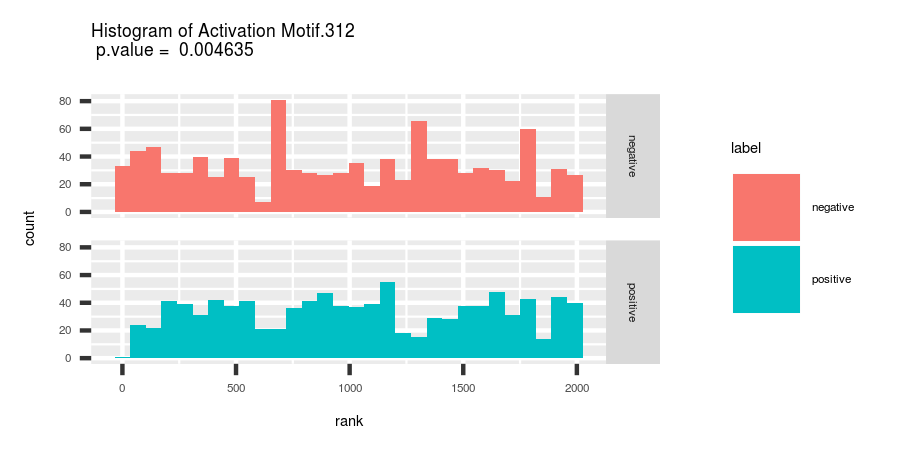 Histogram of Activation Motif.312
p.value =  0.004635
count
80
60
40
20
0
negative
80
60
40
20
0
positive
0
500
1000
1500
2000
rank
label
negative
positive